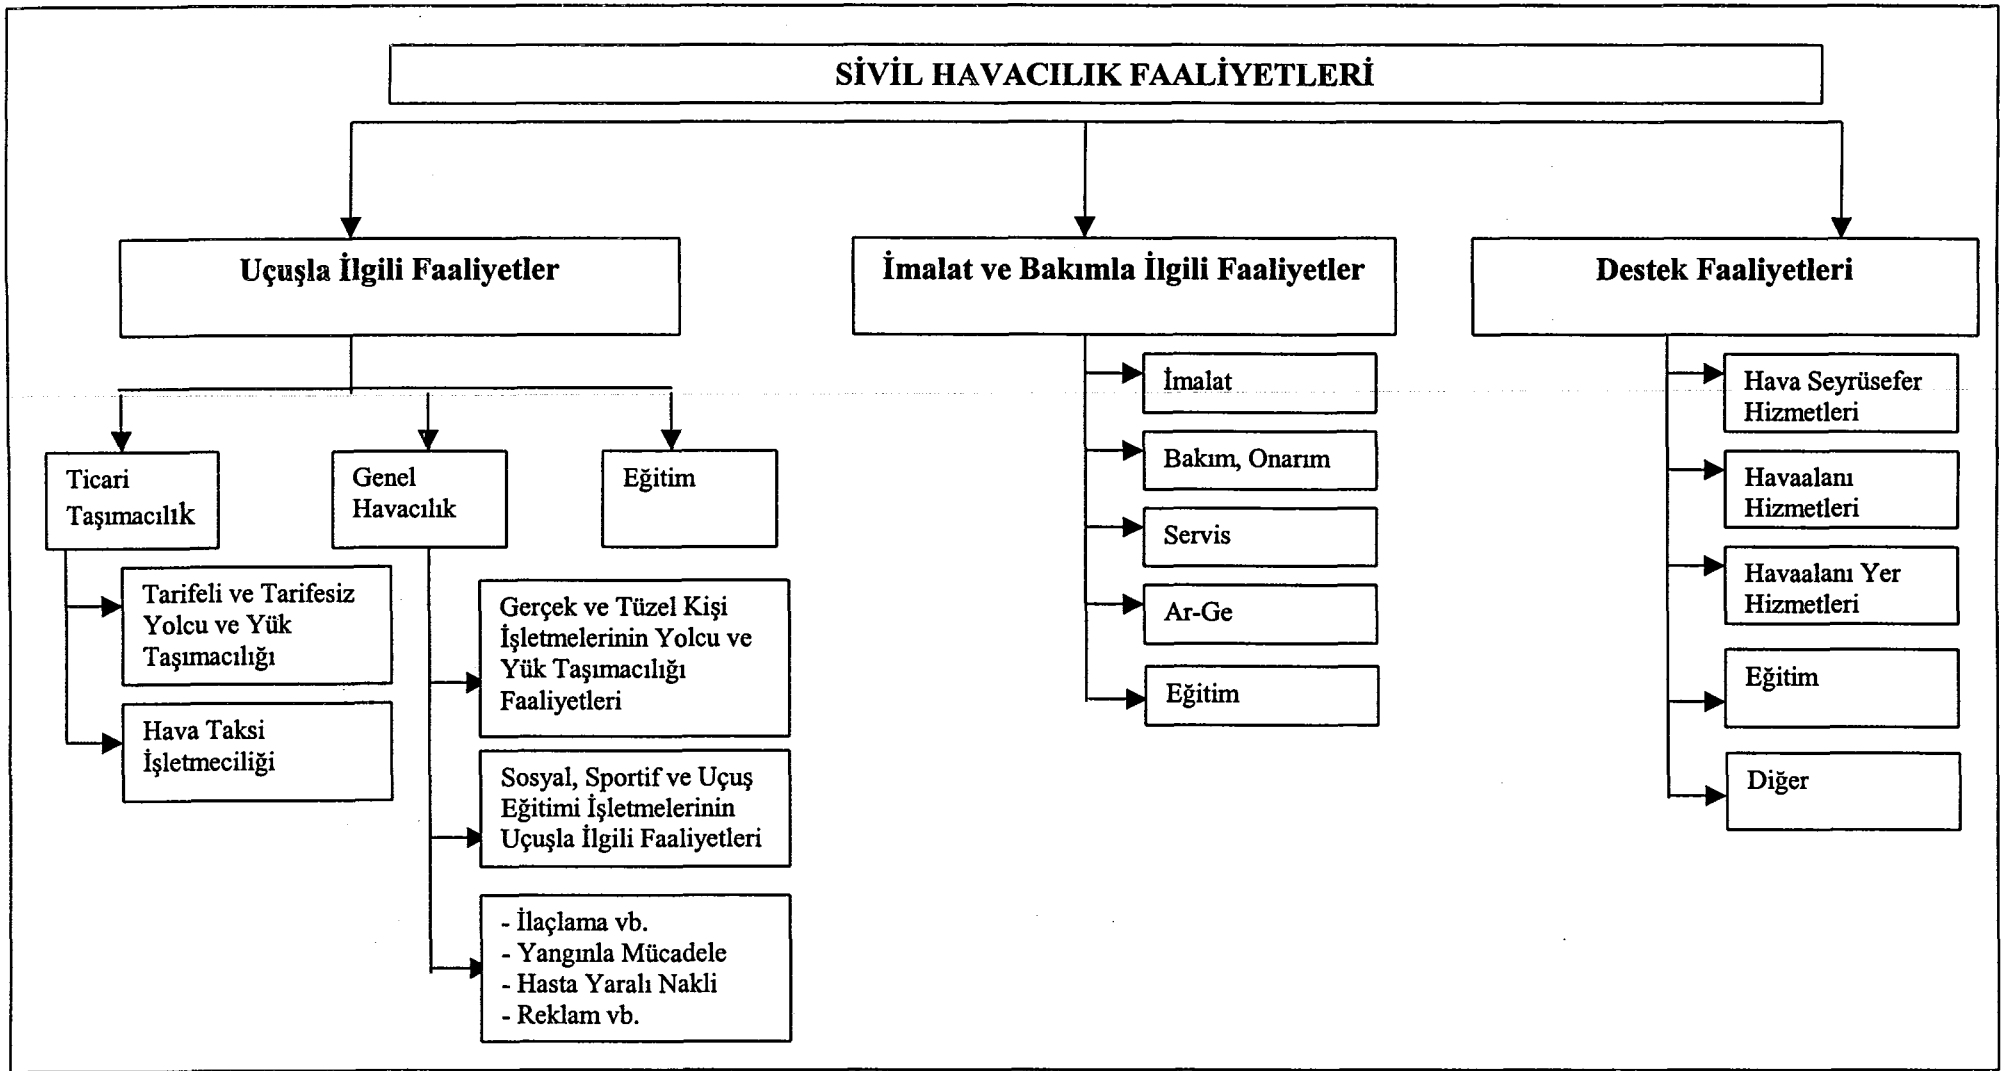 SİVİL HAVACILIK FAALİYETLERİ
Uçuşla İlgili Faaliyetler
Ticari
Taşımacılık
Tarifeli ve Tarifesiz
Yolcu ve Yük
Taşımacılığı
Hava Taksi
İşletmeciliği
Genel
Havacılık
Gerçek ve Tüzel Kişi
İşletmelerinin Yolcu ve
Yük Taşımacılığı
Faaliyetleri
Sosyal, Sportif ve Uçuş
Eğitimi İşletmelerinin
Uçuşla İlgili Faaliyetleri
- İlaçlama vb.
- Yangınla Mücadele
- Hasta Yaralı Nakli
- Reklam vb.
Eğitim
İmalat ve Bakımla İlgili Faaliyetler
İmalat
Bakım, Onarım
Servis
Ar-Ge
Eğitim
Destek Faaliyetleri
Hava Seyrüsefer
Hizmetleri
Havaalanı
Hizmetleri
Havaalanı Yer
Hizmetleri
Eğitim
Diğer